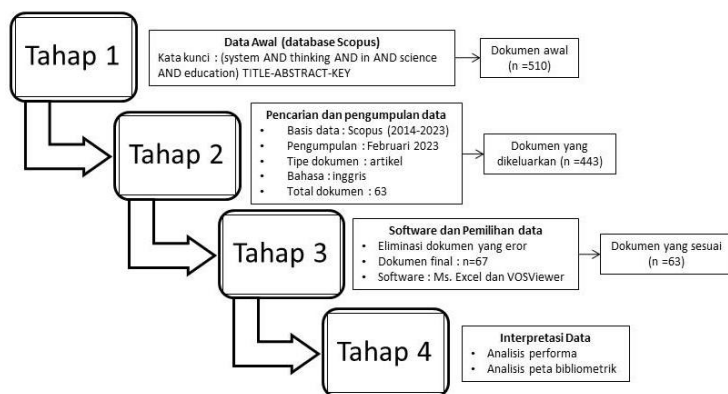 Tahap 1
Data Awal (database Scopus)
Kata kunci : (system AND thinking AND in AND science
AND education) TITLE-ABSTRACT-KEY
Dokumen awal
(n =510)
Tahap 2
Pencarian dan pengumpulan data
• Basis data : Scopus (2014-2023)
• Pengumpulan : Februari 2023
• Tipe dokumen : artikel
• Bahasa : inggris
• Total dokumen : 63
Dokumen yang
dikeluarkan (n =443)
Tahap 3
Software dan Pemilihan data
• Eliminasi dokumen yang eror
• Dokumen final : n=67
• Software : Ms. Excel dan VOSViewer
Dokumen yang sesuai
(n =63)
Tahap 4
Interpretasi Data
• Analisis performa
• Analisis peta bibliometrik